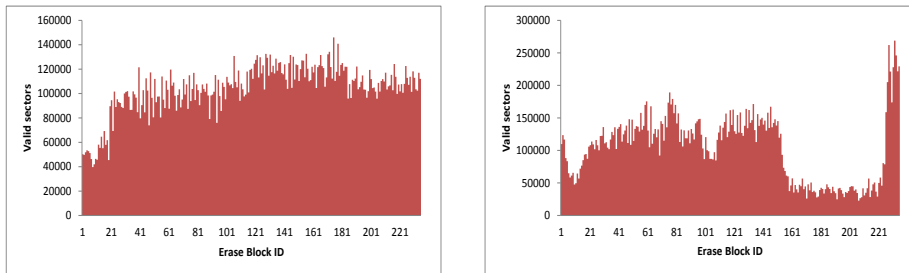 160000
140000
120000
100000
80000
60000
40000
20000
0
Valid sectors
1 21 41 61 81 101 121 141 161 181 201 221
Erase Block ID
300000
250000
200000
150000
100000
50000
0
Valid sectors
1 21 41 61 81 101 121 141 161 181 201 221
Erase Block ID